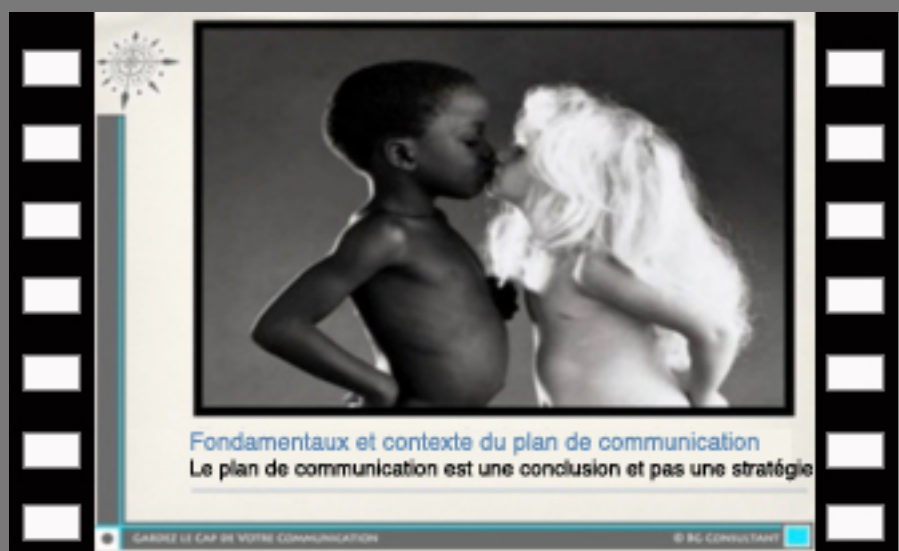 Fondamentaux et contexte du plan de communication
Le plan de communication est une conclusion et pas une stratégie
GARDEZ LE CAP DE VOTRE COMMUNICATION
© BG CONSULTANT